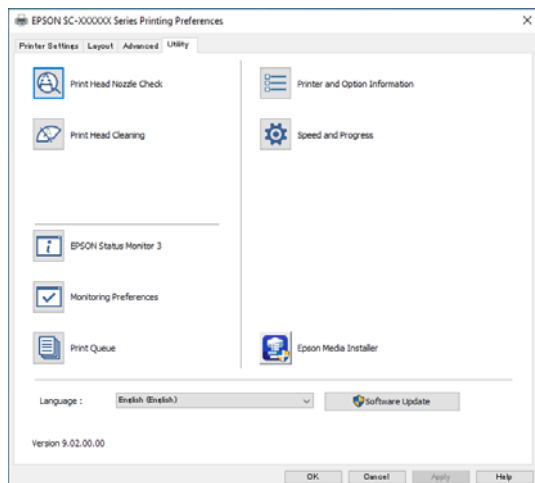 EPSON SC-XXXXXX Series Printing Preferences
Printer Settings Layout Advanced Utility
Print Head Nozzle Check
Printer and Option Information
Print Head Cleaning
Speed and Progress
EPSON Status Monitor 3
Monitoring Preferences
Print Queue
Epson Media Installer
Language : English (English) Software Update
Version 9.02.00.00
OK Cancel Apply Help